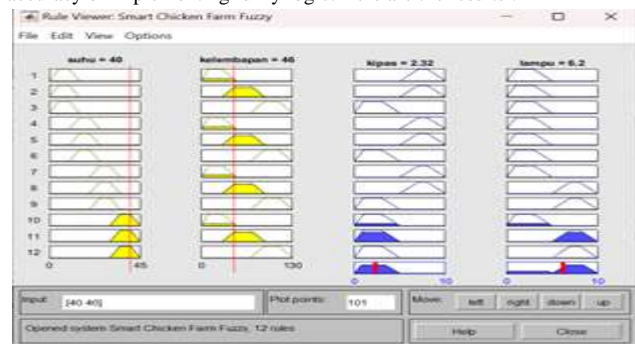 Rule Viewer: Smart Chicken Farm Fuzzy
File Edit View Options
suhu = 40
kelembapan = 46
kipas = 2.32
lampu = 6.2
1
2
3
4
5
6
7
8
9
10
11
12
0 45
0 130
0 10
0 10
Input: [40 40]
Plot points: 101
Move: left right down up
Opened system Smart Chicken Farm Fuzzy, 12 rules
Help
Close